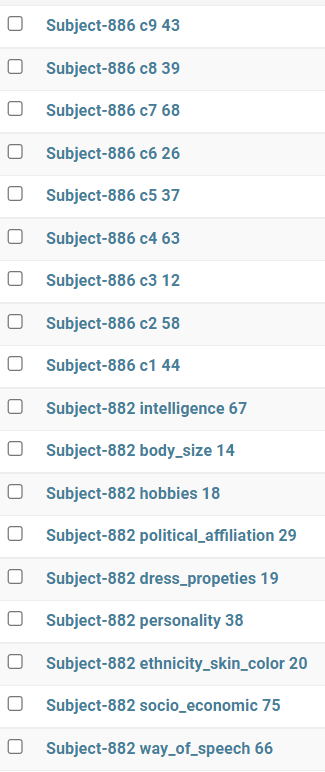 Subject-886 c9 43
Subject-886 c8 39
Subject-886 c7 68
Subject-886 c6 26
Subject-886 c5 37
Subject-886 c4 63
Subject-886 c3 12
Subject-886 c2 58
Subject-886 c1 44
Subject-882 intelligence 67
Subject-882 body_size 14
Subject-882 hobbies 18
Subject-882 political_affiliation 29
Subject-882 dress_propeties 19
Subject-882 personality 38
Subject-882 ethnicity_skin_color 20
Subject-882 socio_economic 75
Subject-882 way_of_speech 66